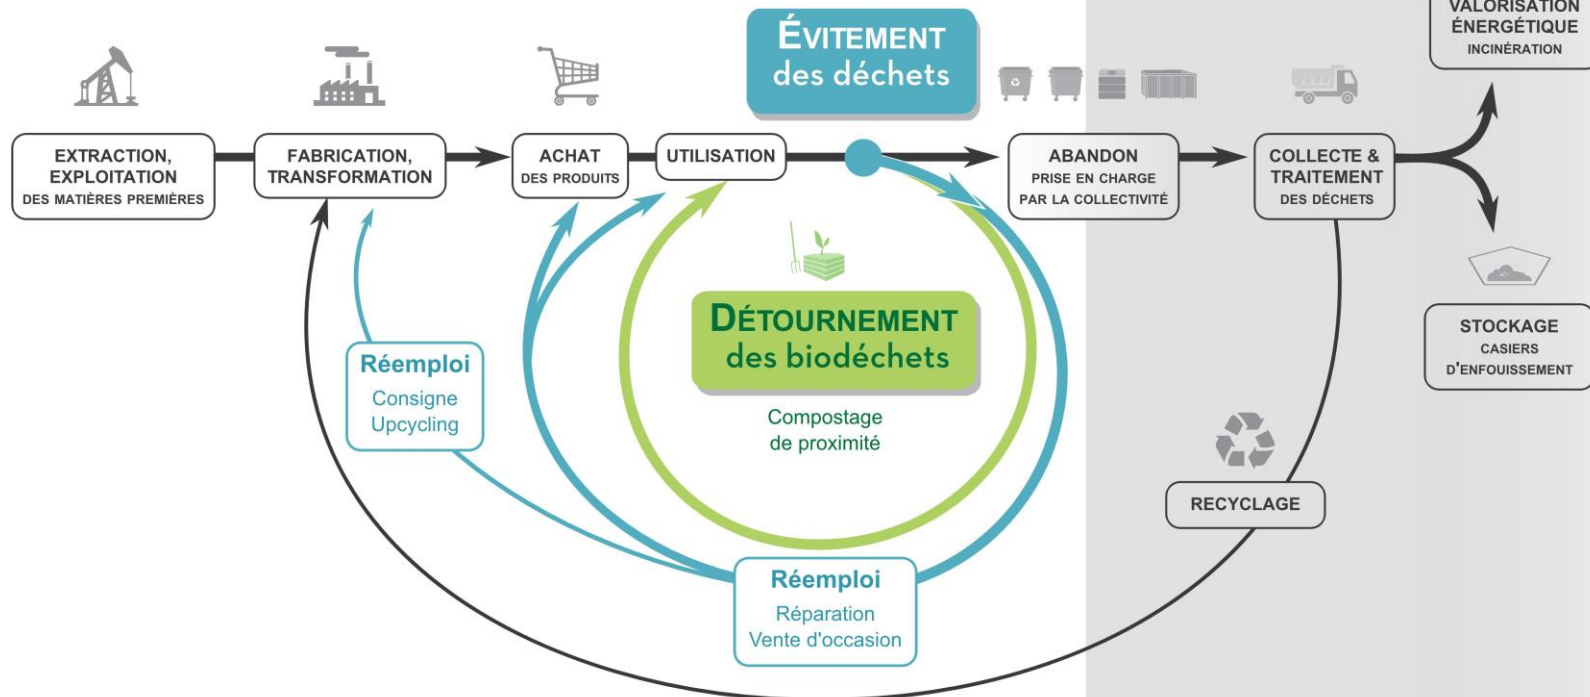 ÉVITEMENT
des déchets
VALORISATION
ÉNERGÉTIQUE
INCINÉRATION
EXTRACTION,
EXPLOITATION
DES MATIÈRES PREMIÈRES
FABRICATION,
TRANSFORMATION
ACHAT
DES PRODUITS
UTILISATION
ABANDON
PRISE EN CHARGE
PAR LA COLLECTIVITÉ
COLLECTE &
TRAITEMENT
DES DÉCHETS
DÉTOURNEMENT
des biodéchets
Compostage
de proximité
STOCKAGE
CASIERS
D'ENFOUISSEMENT
Réemploi
Consigne
Upcycling
RECYCLAGE
Réemploi
Réparation
Vente d'occasion